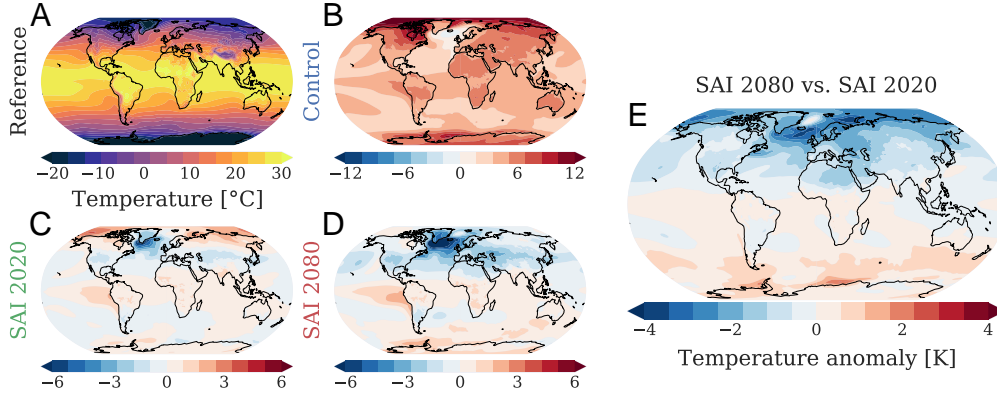 A
Reference
−20 −10 0 10 20 30
Temperature [°C]
B
Control
−12 −6 0 6 12
C
SAI 2020
−6 −3 0 3 6
D
SAI 2080
−6 −3 0 3 6
SAI 2080 vs. SAI 2020
E
−4 −2 0 2 4
Temperature anomaly [K]